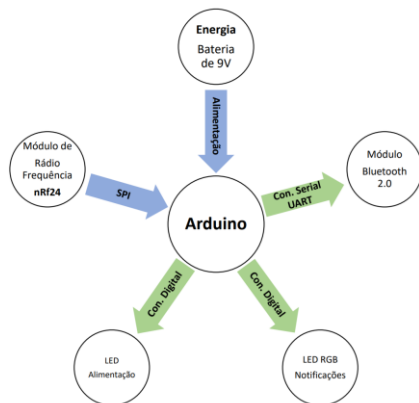 Energia
Bateria
de 9V
Alimentação
Módulo de
Rádio
Frequência
nRf24
SPI
Arduino
Con. Serial
UART
Módulo
Bluetooth
2.0
Con. Digital
Con. Digital
LED
Alimentação
LED RGB
Notificações